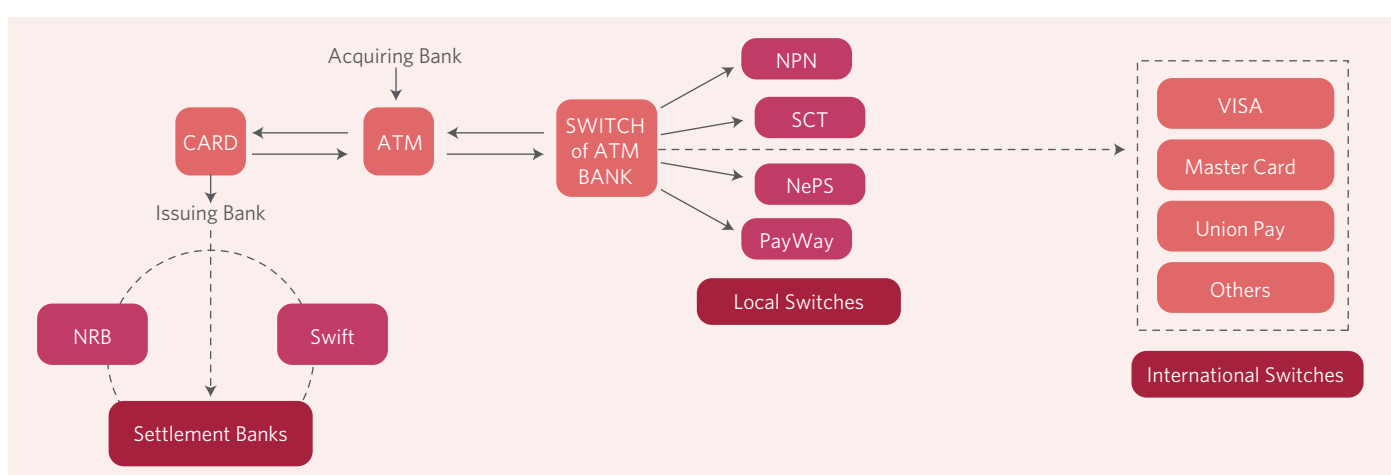 Acquiring Bank
CARD
ATM
SWITCH
of ATM
BANK
NPN
SCT
NePS
PayWay
Local Switches
VISA
Master Card
Union Pay
Others
International Switches
Issuing Bank
NRB
Swift
Settlement Banks